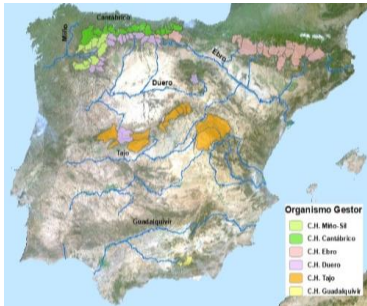 Cantábrico
Miño
Ebro
Duero
Tajo
Guadalquivir
Organismo Gestor
C.H. Miño-Sil
C.H. Cantábrico
C.H. Ebro
C.H. Duero
C.H. Tajo
C.H. Guadalquivir